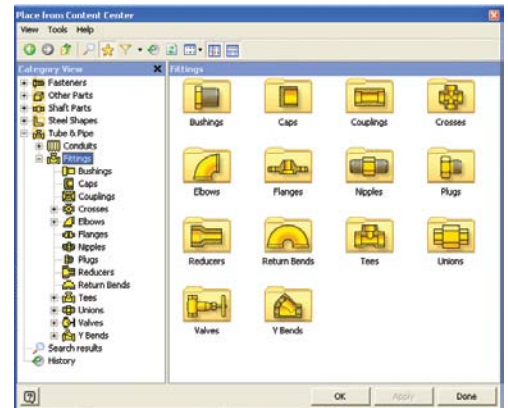 Place from Content Center
View Tools Help
Category View
Fittings
Fasteners
Other Parts
Shaft Parts
Steel Shapes
Tube & Pipe
Conduits
Fittings
Bushings
Caps
Couplings
Crosses
Elbows
Flanges
Nipples
Plugs
Reducers
Return Bends
Tees
Unions
Valves
Y Bends
Search results
History
Bushings Caps Couplings Crosses
Elbows Flanges Nipples Plugs
Reducers Return Bends Tees Unions
Valves Y Bends
OK Apply Done